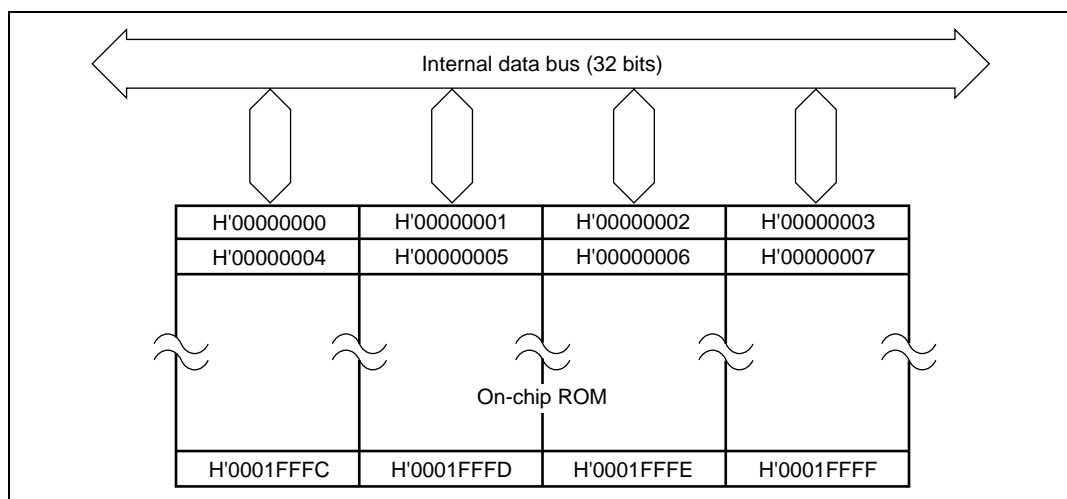 Internal data bus (32 bits)
H'00000000 H'00000001 H'00000002 H'00000003
H'00000004 H'00000005 H'00000006 H'00000007
On-chip ROM
H'0001FFFC H'0001FFFD H'0001FFFE H'0001FFFF